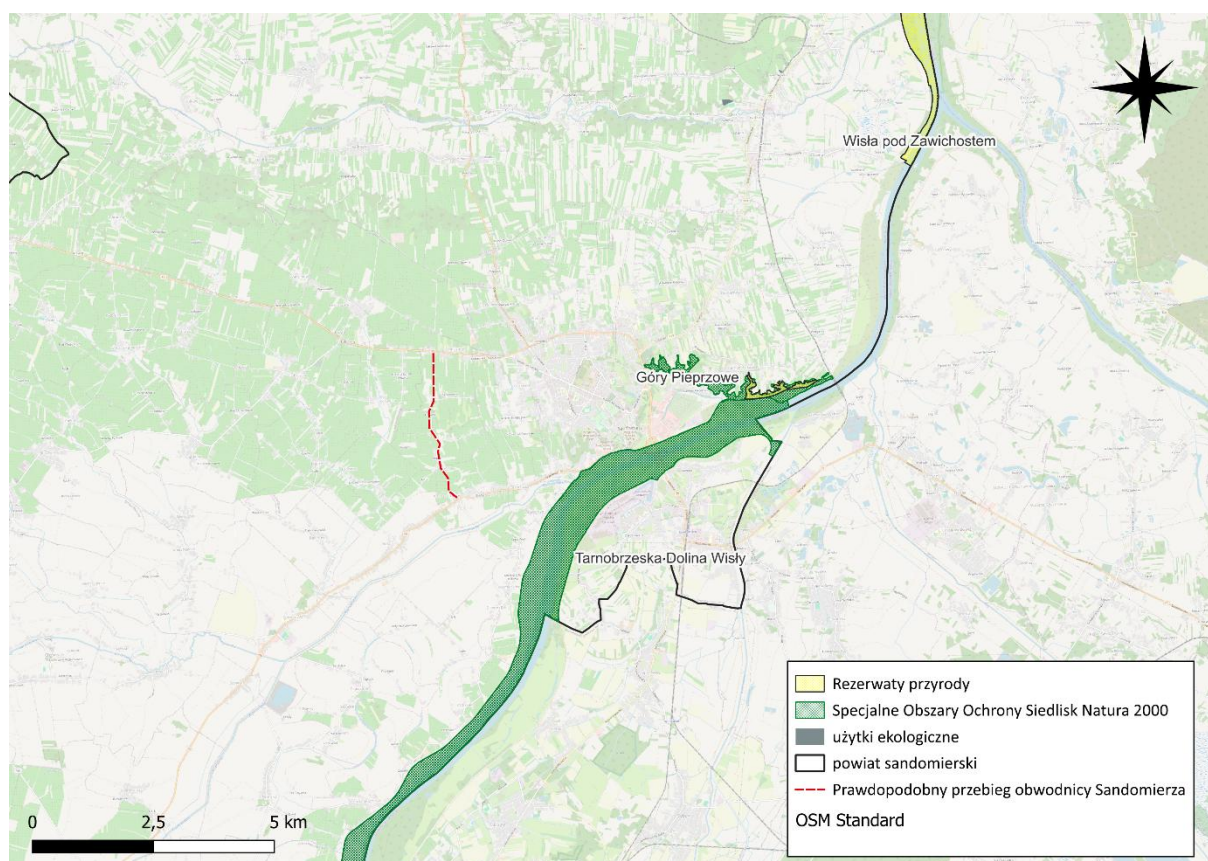 Wisła pod Zawichostem
Góry Pieprzowe
Tarnobrzeska Dolina Wisły
Rezerwaty przyrody
Specjalne Obszary Ochrony Siedlisk Natura 2000
użytki ekologiczne
powiat sandomierski
Prawdopodobny przebieg obwodnicy Sandomierza
OSM Standard
0 2,5 5 km